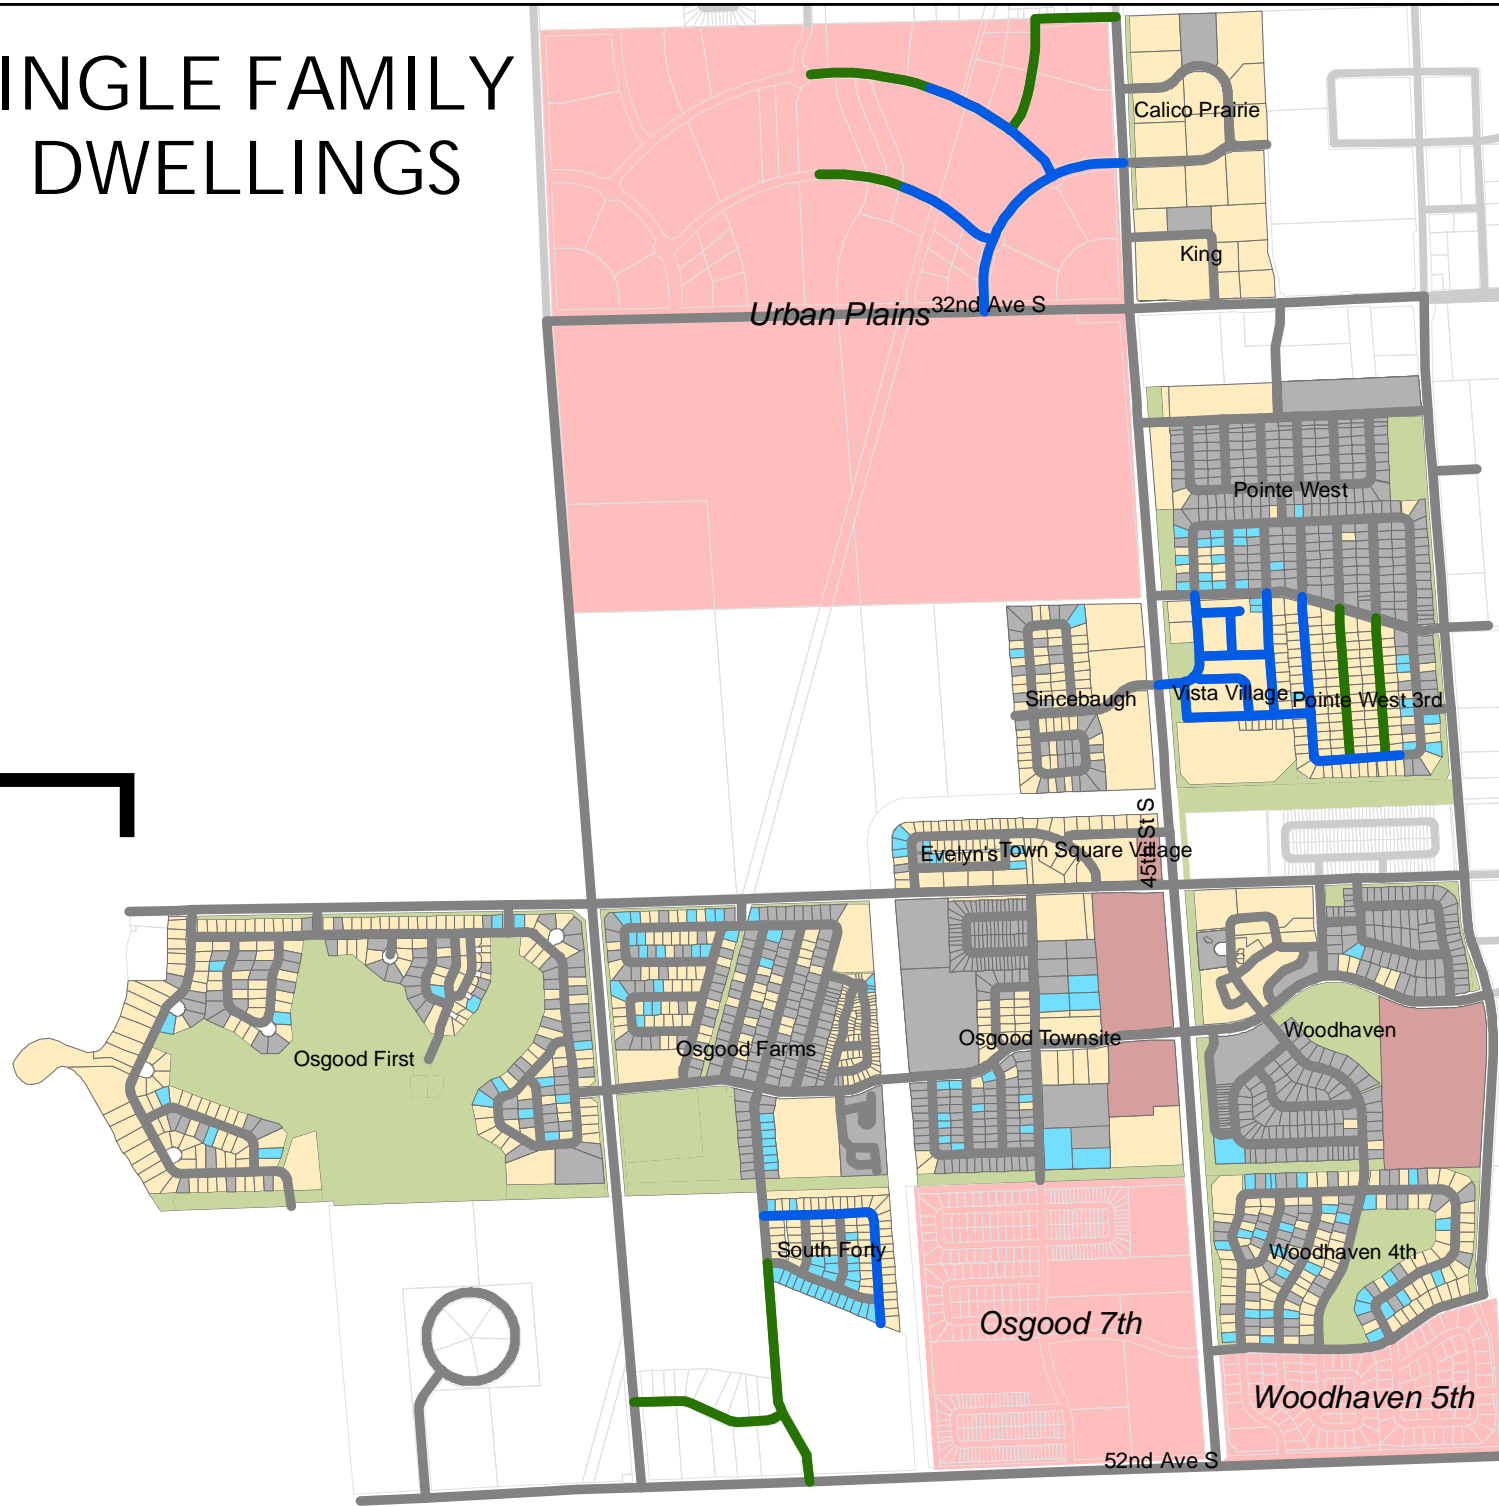 INGLE FAMILY
DWELLINGS
Calico Prairie
King
32nd Ave S
Urban Plains
Pointe West
Sincebaugh
Vista Village
Pointe West 3rd
45th St S
Evelyn's
Town Square Village
Osgood First
Osgood Farms
Osgood Townsite
Woodhaven
South Forty
Woodhaven 4th
Osgood 7th
Woodhaven 5th
52nd Ave S